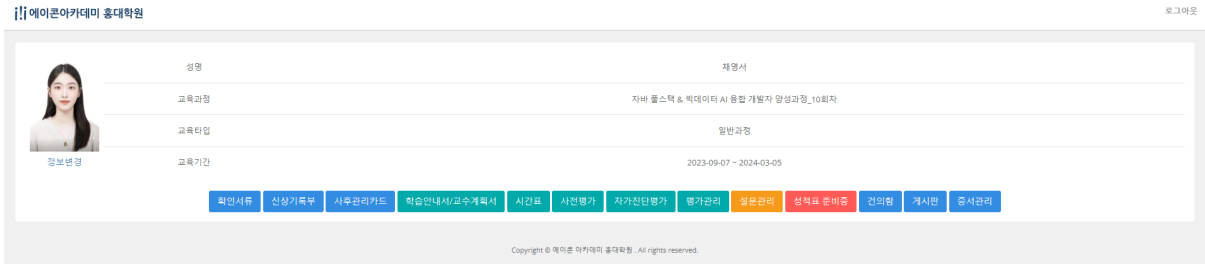 에이콘아카데미 홍대학원
로그아웃
성명 채영서
교육과정 자바 풀스택 & 빅데이터 AI 융합 개발자 양성과정_10회차
교육타입 일반과정
정보변경 교육기간 2023-09-07 ~ 2024-03-05
확인서류 신상기록부 사후관리카드 학습안내서/교수계획서 시간표 사전평가 자가진단평가 평가관리 설문관리 성적표 준비중 건의함 게시판 증서관리
Copyright © 에이콘 아카데미 홍대학원 . All rights reserved.